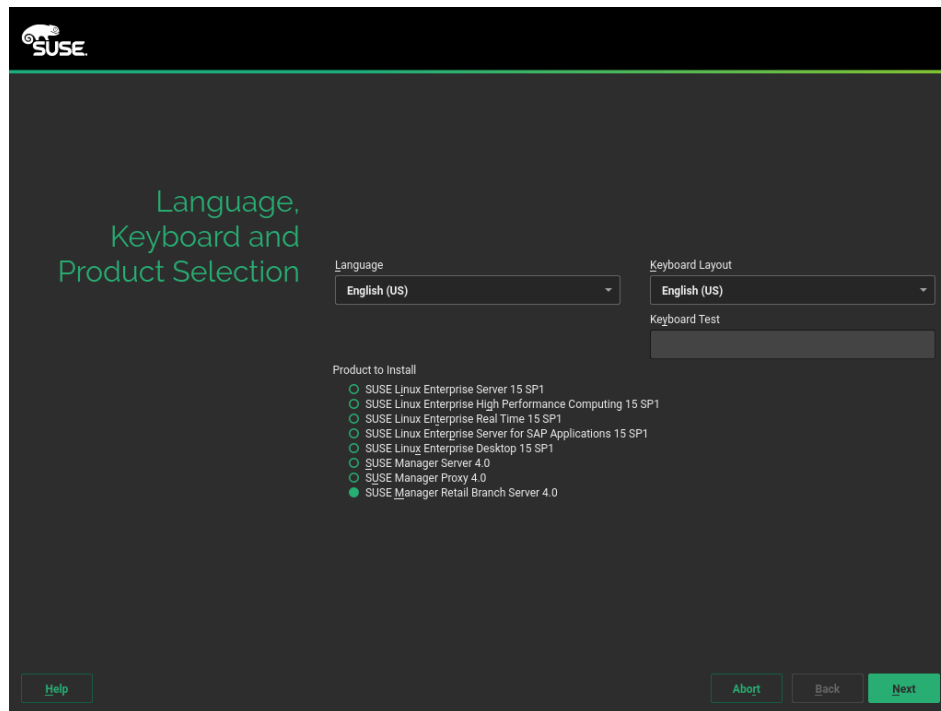 SUSE.
Language,
Keyboard and
Product Selection
Language
Keyboard Layout
English (US)
English (US)
Keyboard Test
Product to Install
SUSE Linux Enterprise Server 15 SP1
SUSE Linux Enterprise High Performance Computing 15 SP1
SUSE Linux Enterprise Real Time 15 SP1
SUSE Linux Enterprise Server for SAP Applications 15 SP1
SUSE Linux Enterprise Desktop 15 SP1
SUSE Manager Server 4.0
SUSE Manager Proxy 4.0
SUSE Manager Retail Branch Server 4.0
Help
Abort
Back
Next